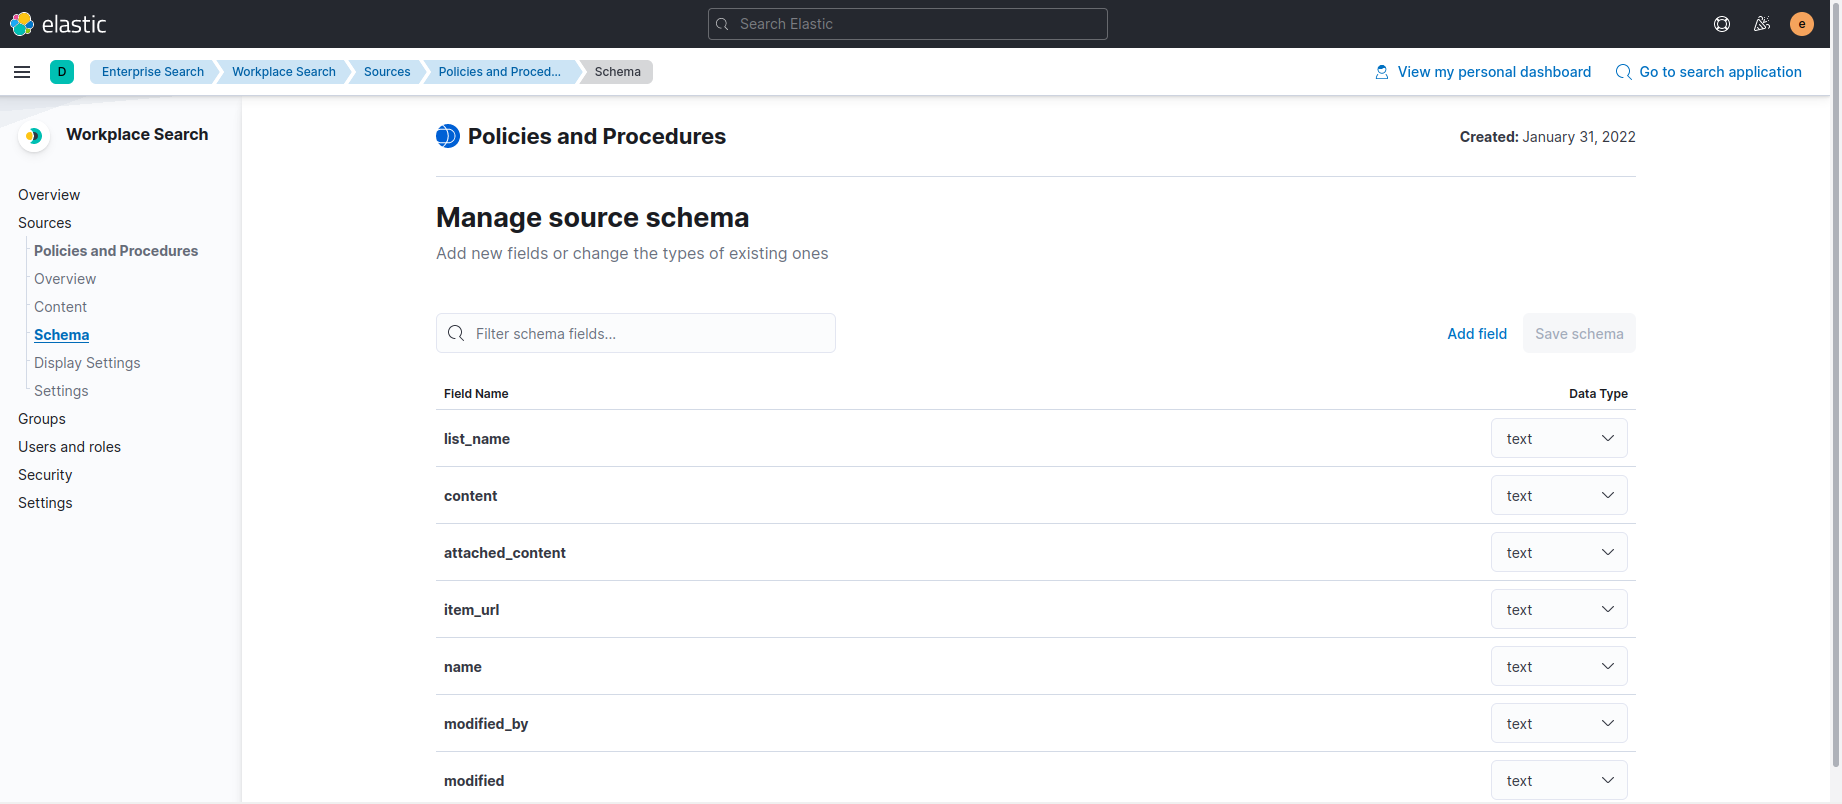 elastic
Search Elastic
e
D
Enterprise Search
Workplace Search
Sources
Policies and Proced...
Schema
View my personal dashboard
Go to search application
Workplace Search
Overview
Sources
Policies and Procedures
Overview
Content
Schema
Display Settings
Settings
Groups
Users and roles
Security
Settings
Policies and Procedures
Created: January 31, 2022
Manage source schema
Add new fields or change the types of existing ones
Filter schema fields...
Add field
Save schema
Field Name
Data Type
list_name
text
content
text
attached_content
text
item_url
text
name
text
modified_by
text
modified
text